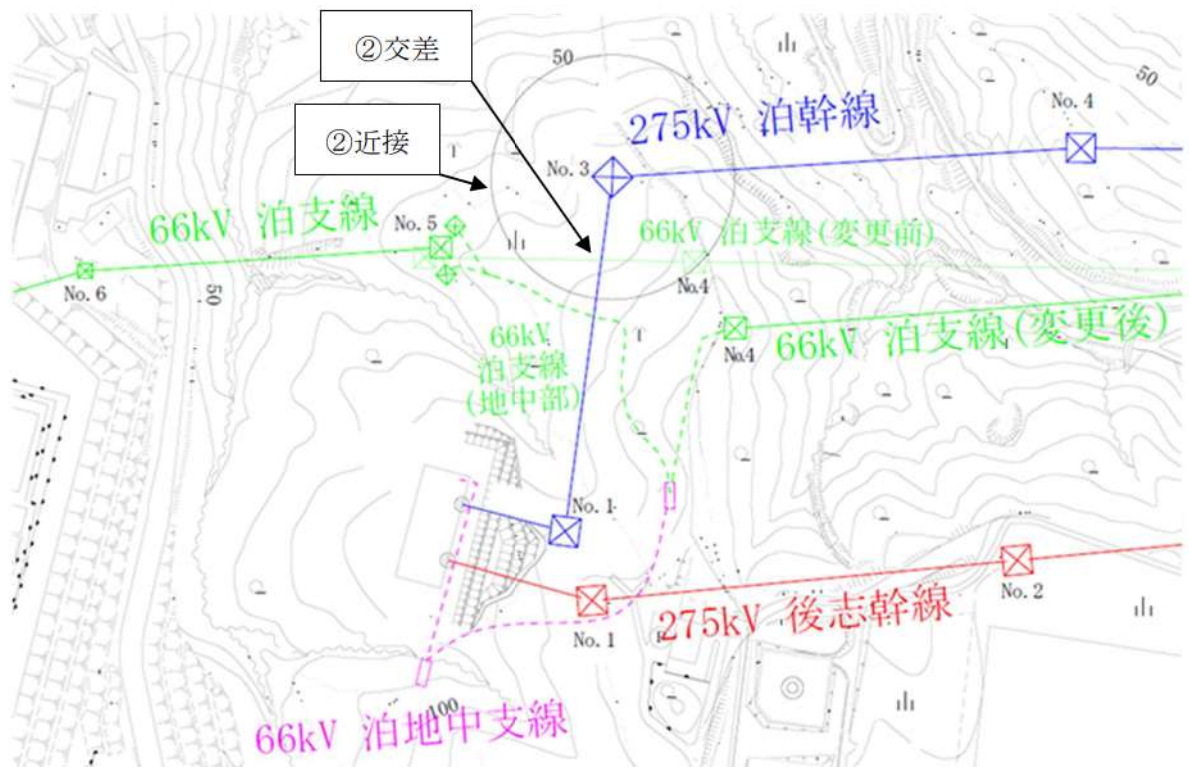 ②交差
50
50
②近接
275kV 泊幹線
No.4
No.3
66kV 泊支線
No.5
66kV 泊支線(変更前)
No.6
50
No.4
66kV
泊支線
(地中部)
No.4
66kV 泊支線(変更後)
No.1
No.2
275kV 後志幹線
No.1
100
66kV 泊地中支線